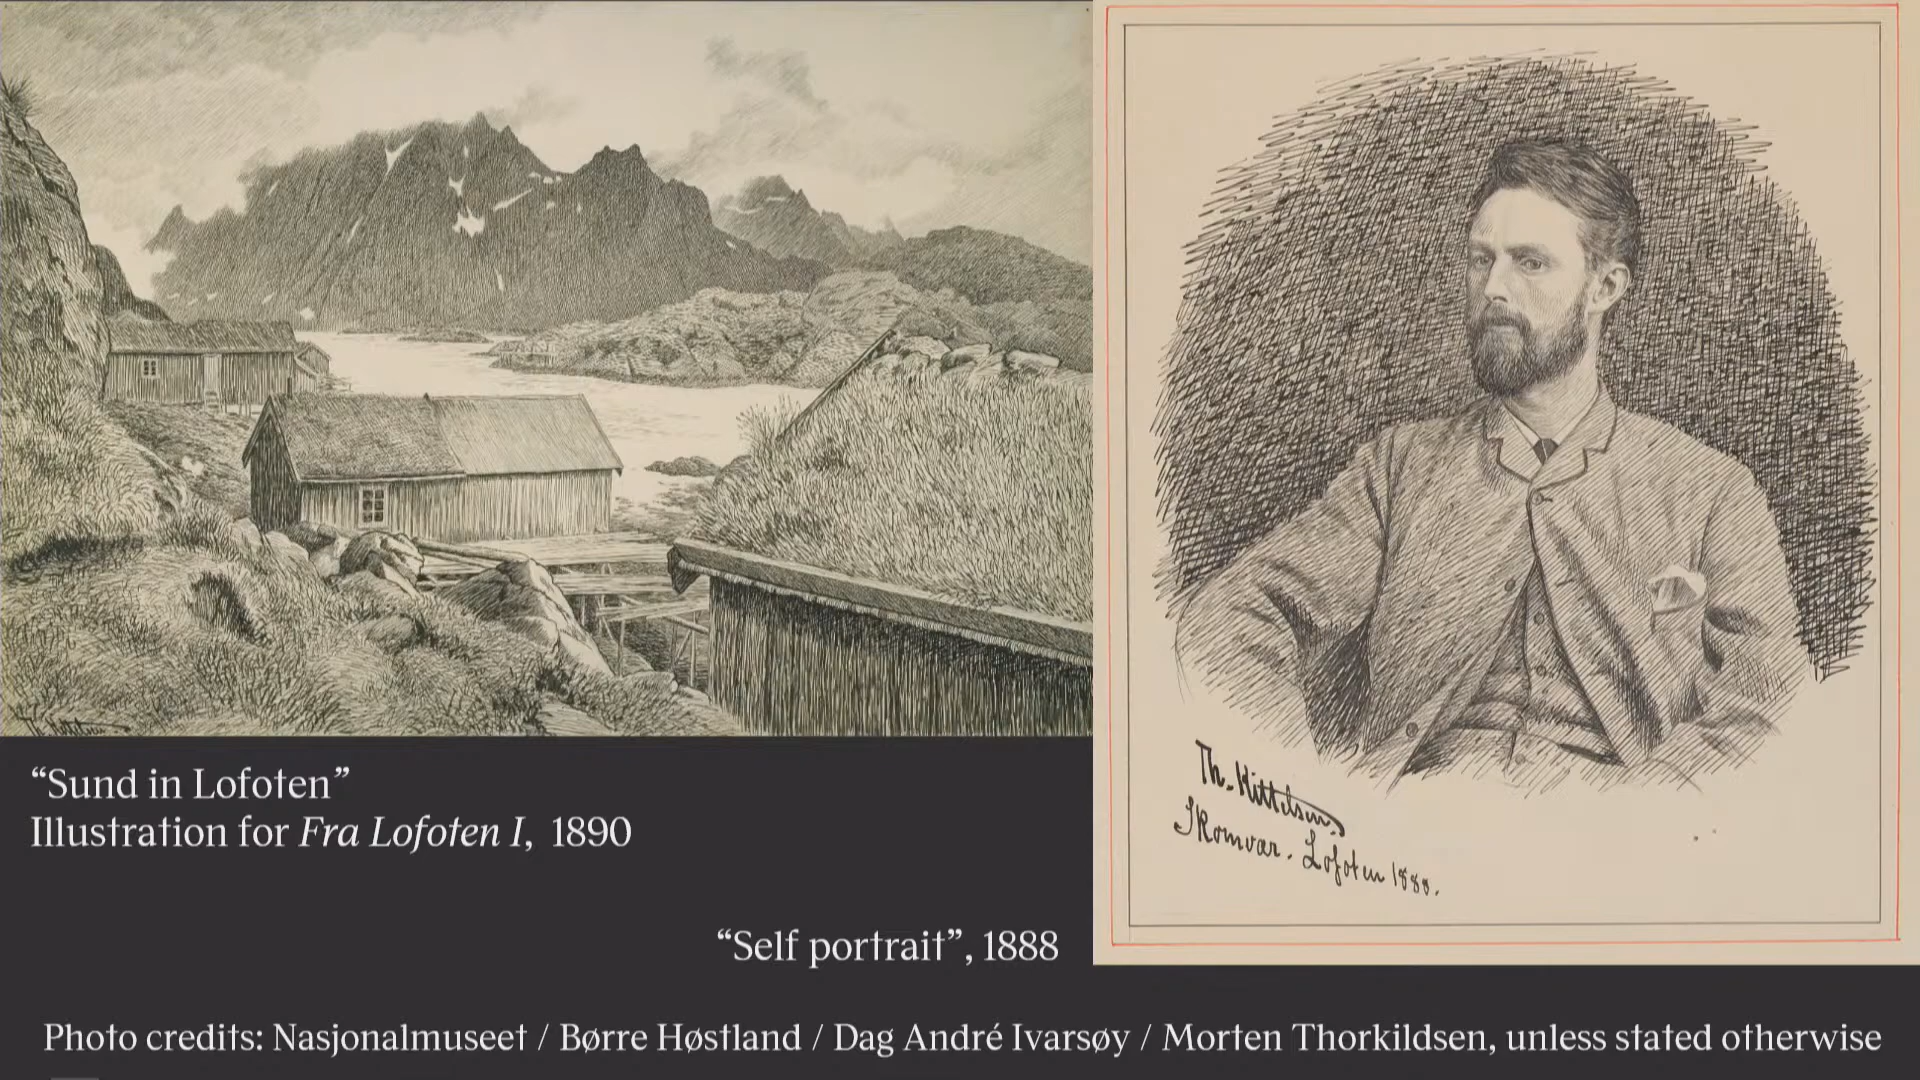 “Sund in Lofoten”
Illustration for Fra Lofoten I, 1890
Th. Kittelsen.
Skomvær. Lofoten 1888.
“Self portrait”, 1888
Photo credits: Nasjonalmuseet / Børre Høstland / Dag André Ivarsøy / Morten Thorkildsen, unless stated otherwise